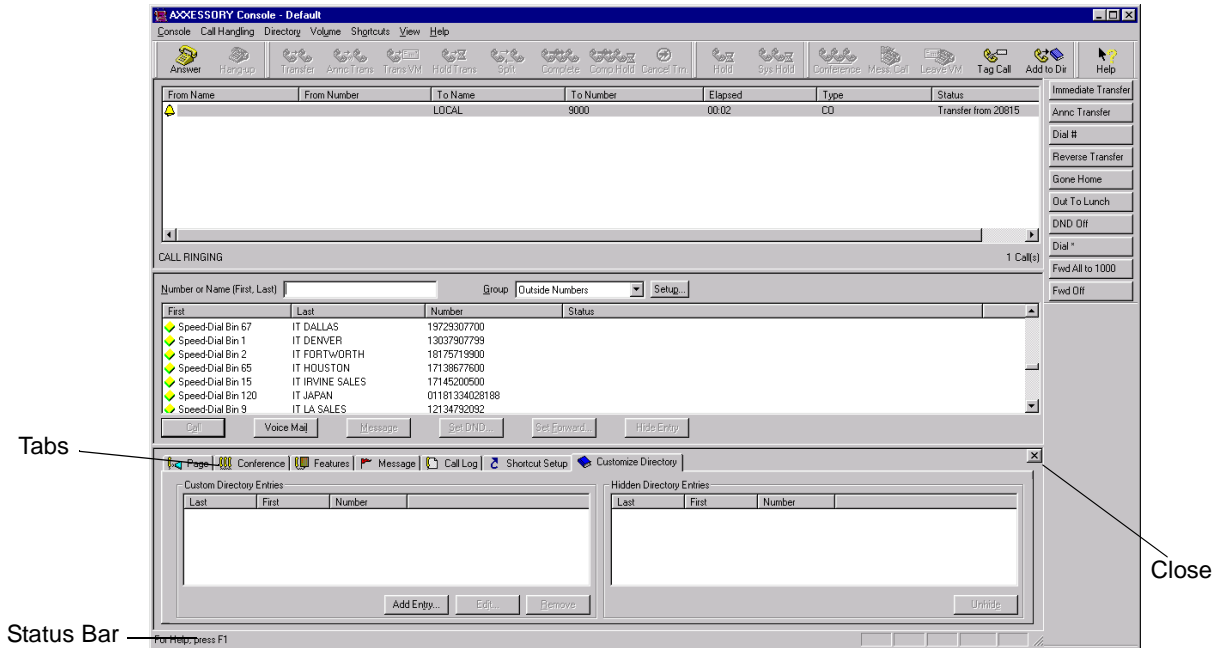 AXXESSORY Console - Default
Console Call Handling Directory Volume Shortcuts View Help
Answer Hang-up Transfer Annc Trans Trans VM Hold Trans Split Complete Comp Hold Cancel Trn Hold Sys Hold Conference Mess. Call Leave VM Tag Call Add to Dir Help
From Name From Number To Name To Number Elapsed Type Status
LOCAL 9000 00:02 CO Transfer from 20815
CALL RINGING 1 Call(s)
Immediate Transfer
Annc Transfer
Dial #
Reverse Transfer
Gone Home
Out To Lunch
DND Off
Dial *
Fwd All to 1000
Fwd Off
Number or Name (First, Last) Group Outside Numbers Setup...
First Last Number Status
Speed-Dial Bin 67 IT DALLAS 19729307700
Speed-Dial Bin 1 IT DENVER 13037907799
Speed-Dial Bin 2 IT FORTWORTH 18175719900
Speed-Dial Bin 65 IT HOUSTON 17138677600
Speed-Dial Bin 15 IT IRVINE SALES 17145200500
Speed-Dial Bin 120 IT JAPAN 01181334028188
Speed-Dial Bin 9 IT LA SALES 12134792092
Call Voice Mail Message Set DND... Set Forward... Hide Entry
Tabs
Page Conference Features Message Call Log Shortcut Setup Customize Directory
Custom Directory Entries Hidden Directory Entries
Last First Number Last First Number
Close
Add Entry... Edit... Remove Unhide
Status Bar
For Help, press F1